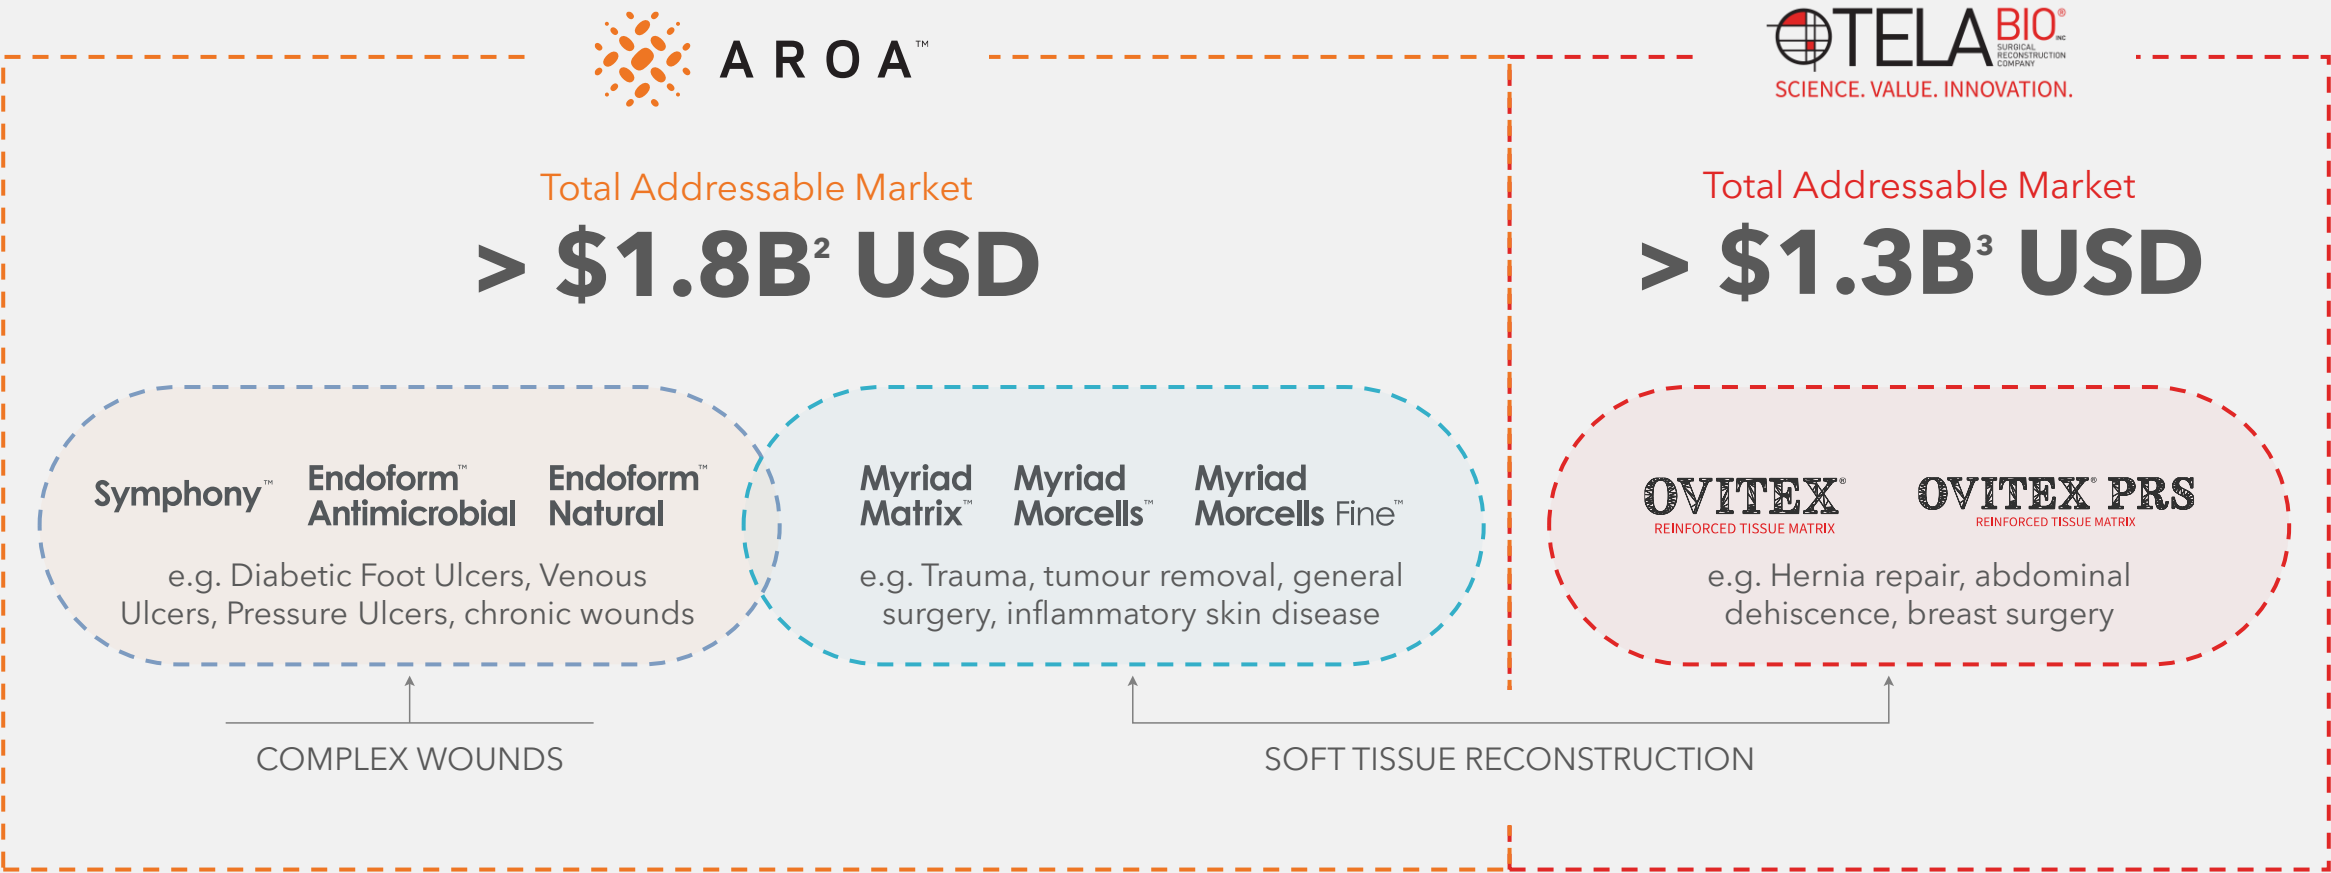 AROA™
TELA BIO®
INC
SURGICAL
RECONSTRUCTION
COMPANY
SCIENCE. VALUE. INNOVATION.
Total Addressable Market
> $1.8B² USD
Total Addressable Market
> $1.3B³ USD
Symphony™
Endoform™
Antimicrobial
Endoform™
Natural
e.g. Diabetic Foot Ulcers, Venous
Ulcers, Pressure Ulcers, chronic wounds
Myriad
Matrix™
Myriad
Morcells™
Myriad
Morcells Fine™
e.g. Trauma, tumour removal, general
surgery, inflammatory skin disease
OVITEX®
REINFORCED TISSUE MATRIX
OVITEX® PRS
REINFORCED TISSUE MATRIX
e.g. Hernia repair, abdominal
dehiscence, breast surgery
COMPLEX WOUNDS
SOFT TISSUE RECONSTRUCTION